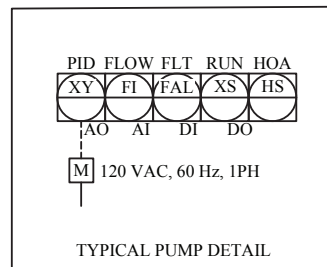 PID FLOW FLT RUN HOA
XY FI FAL XS HS
AO AI DI DO
M 120 VAC, 60 Hz, 1PH
TYPICAL PUMP DETAIL